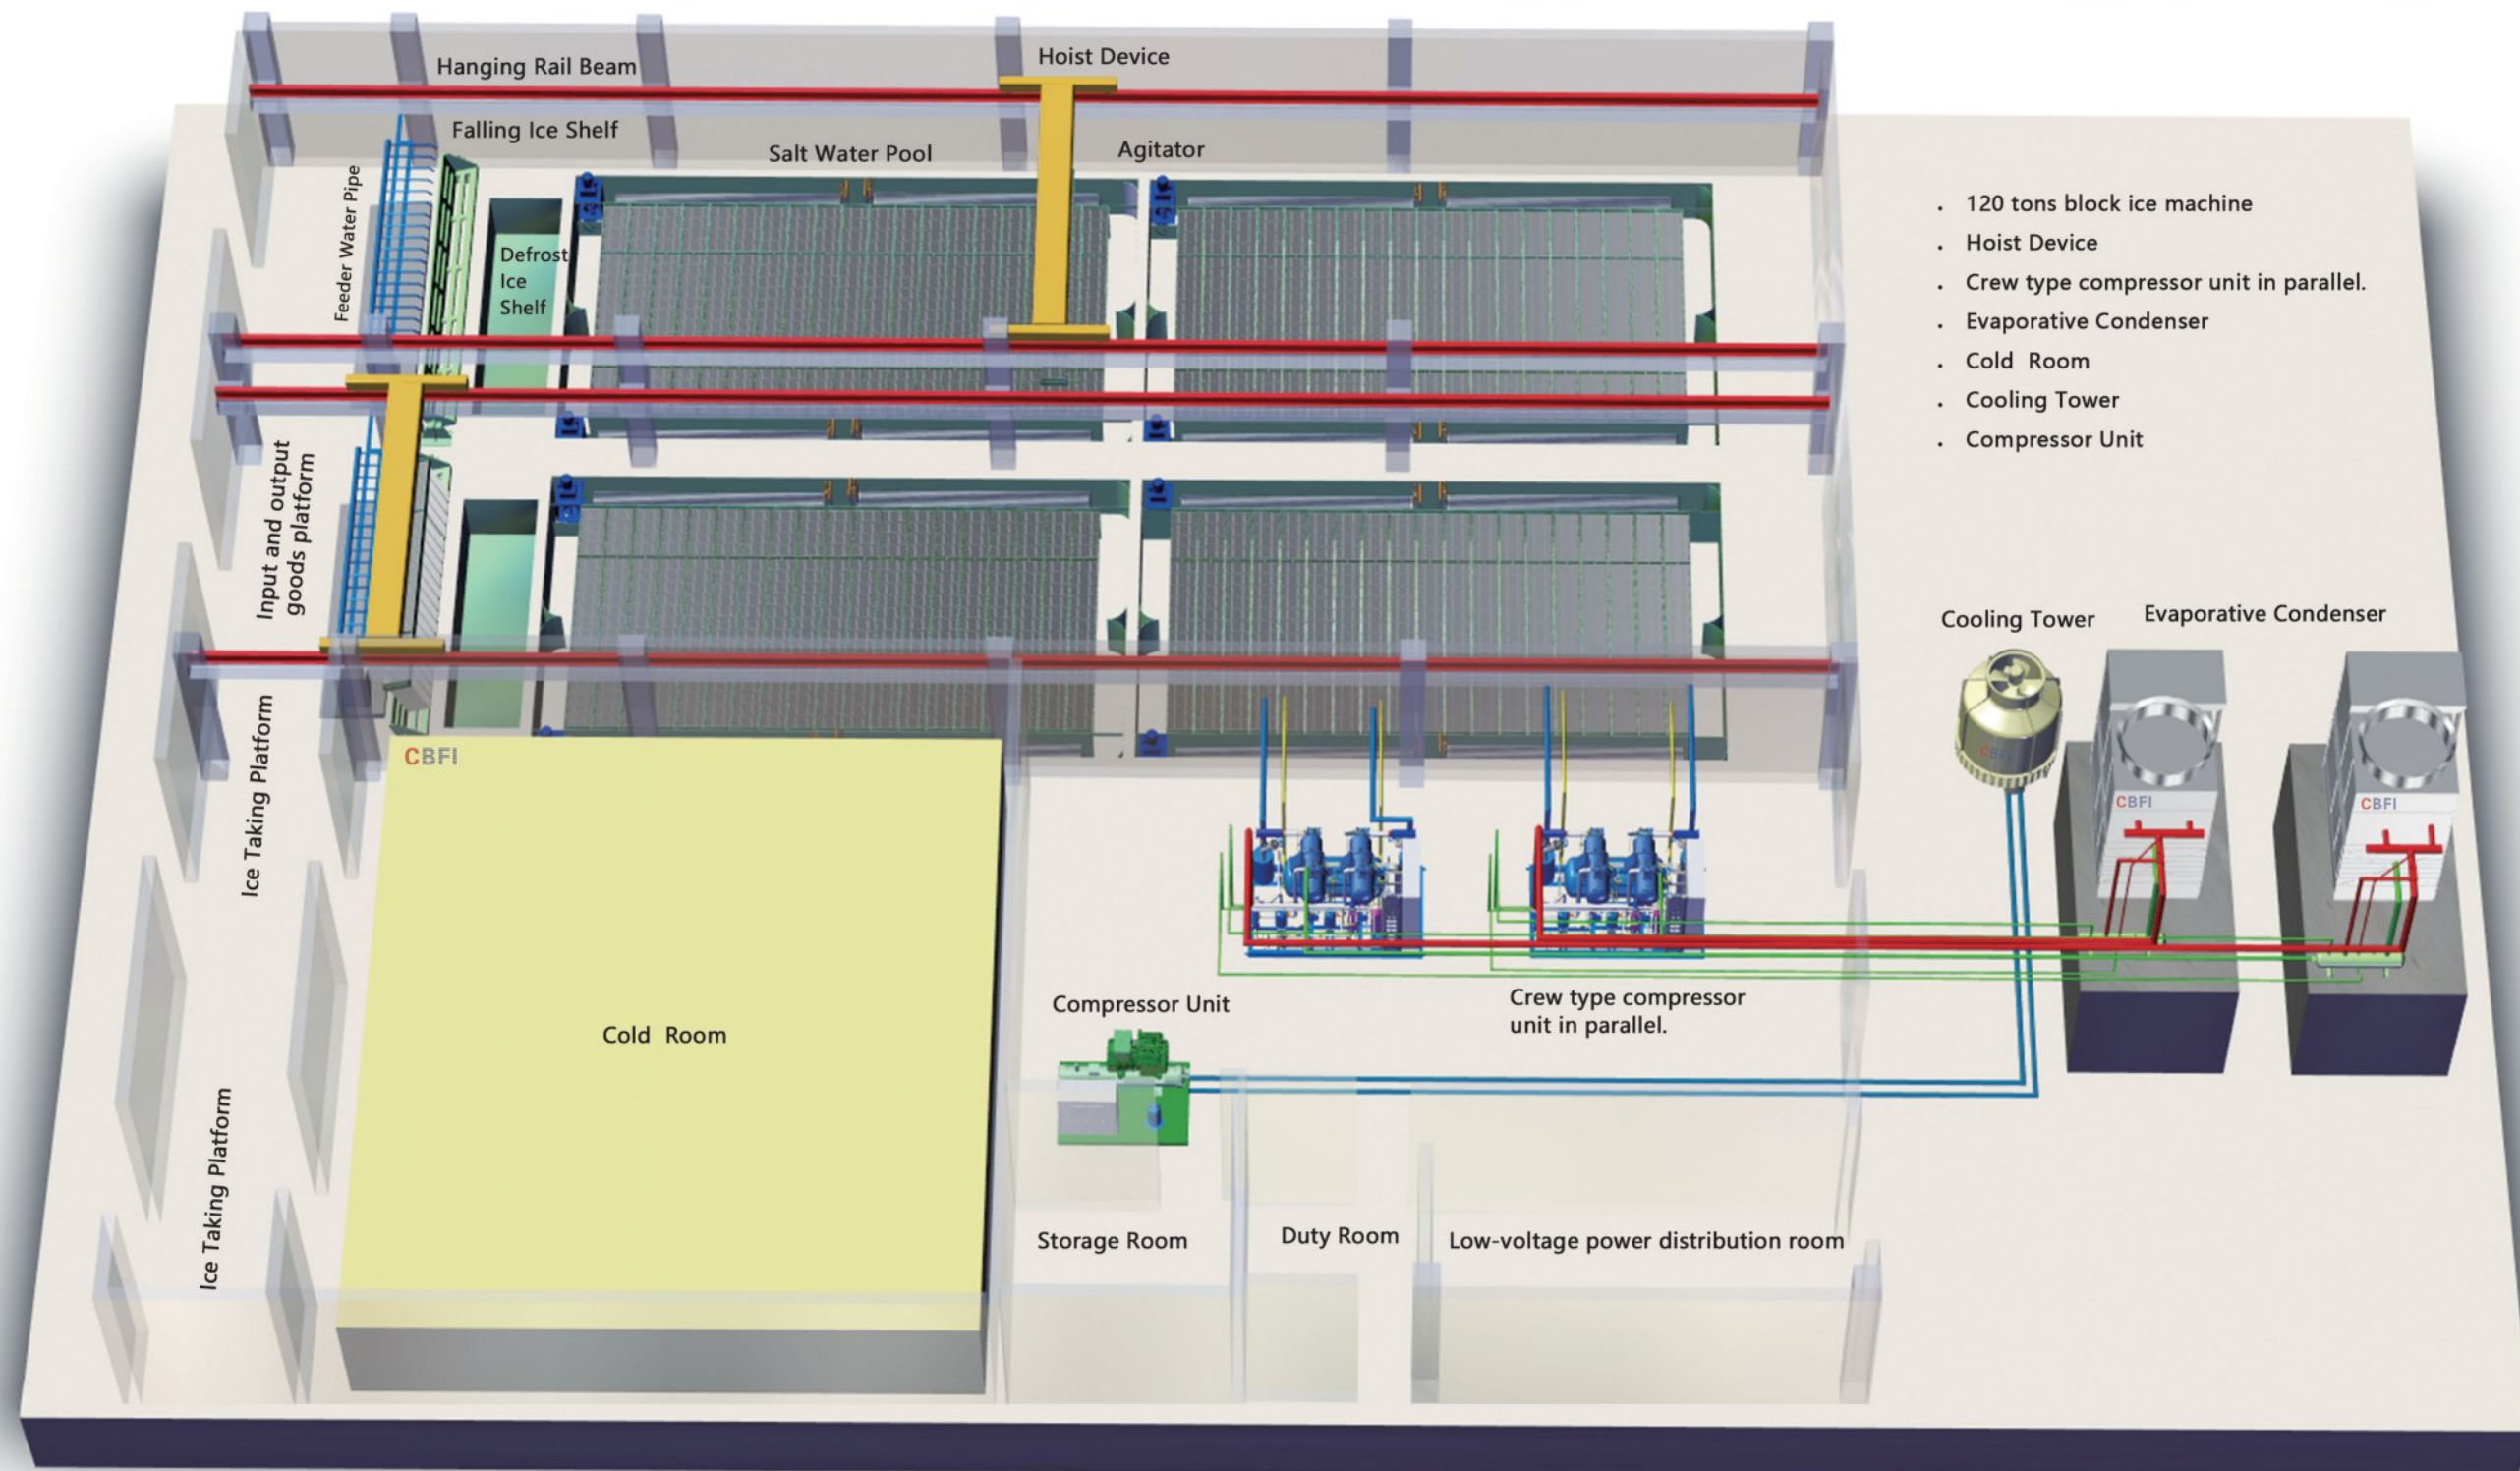 Hanging Rail Beam
Hoist Device
Falling Ice Shelf
Salt Water Pool
Agitator
Feeder Water Pipe
Defrost
Ice
Shelf
. 120 tons block ice machine
. Hoist Device
. Crew type compressor unit in parallel.
. Evaporative Condenser
. Cold Room
. Cooling Tower
. Compressor Unit
Input and output
goods platform
Cooling Tower
Evaporative Condenser
Ice Taking Platform
CBFI
CBFI
CBFI
CBFI
Cold Room
Compressor Unit
Crew type compressor
unit in parallel.
Ice Taking Platform
Storage Room
Duty Room
Low-voltage power distribution room